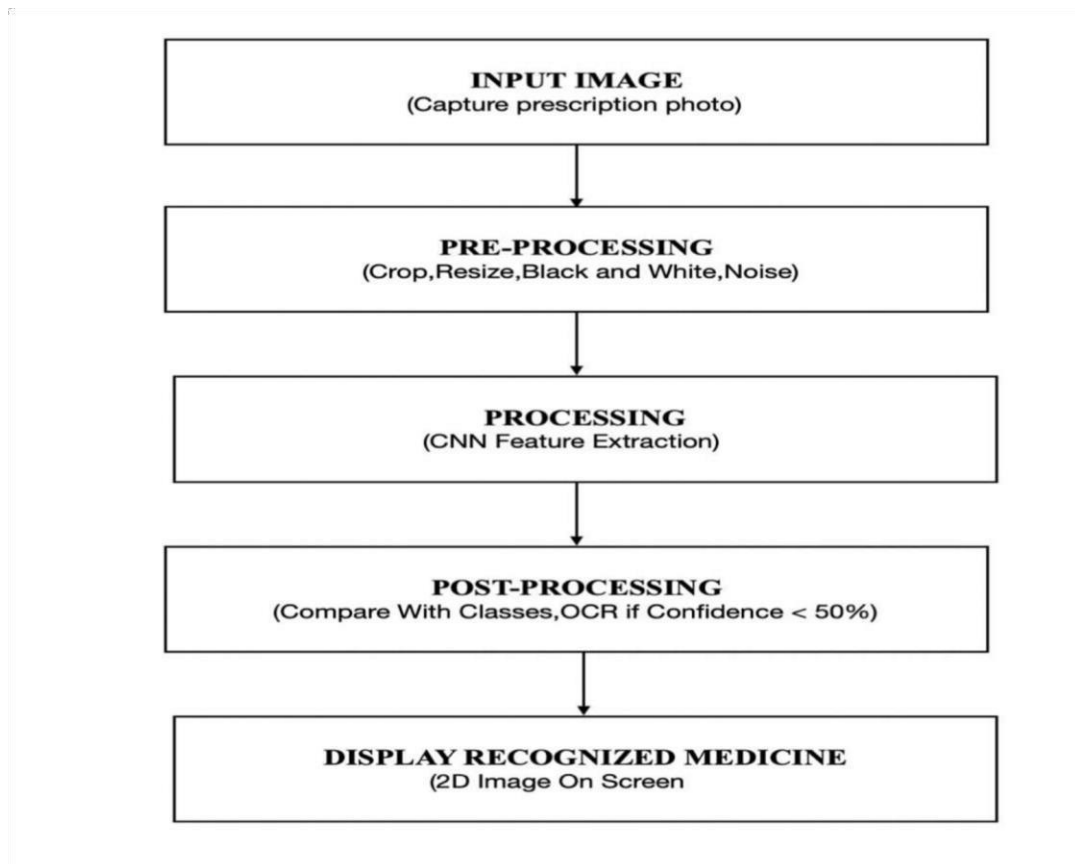 INPUT IMAGE
(Capture prescription photo)
PRE-PROCESSING
(Crop,Resize,Black and White,Noise)
PROCESSING
(CNN Feature Extraction)
POST-PROCESSING
(Compare With Classes,OCR if Confidence < 50%)
DISPLAY RECOGNIZED MEDICINE
(2D Image On Screen